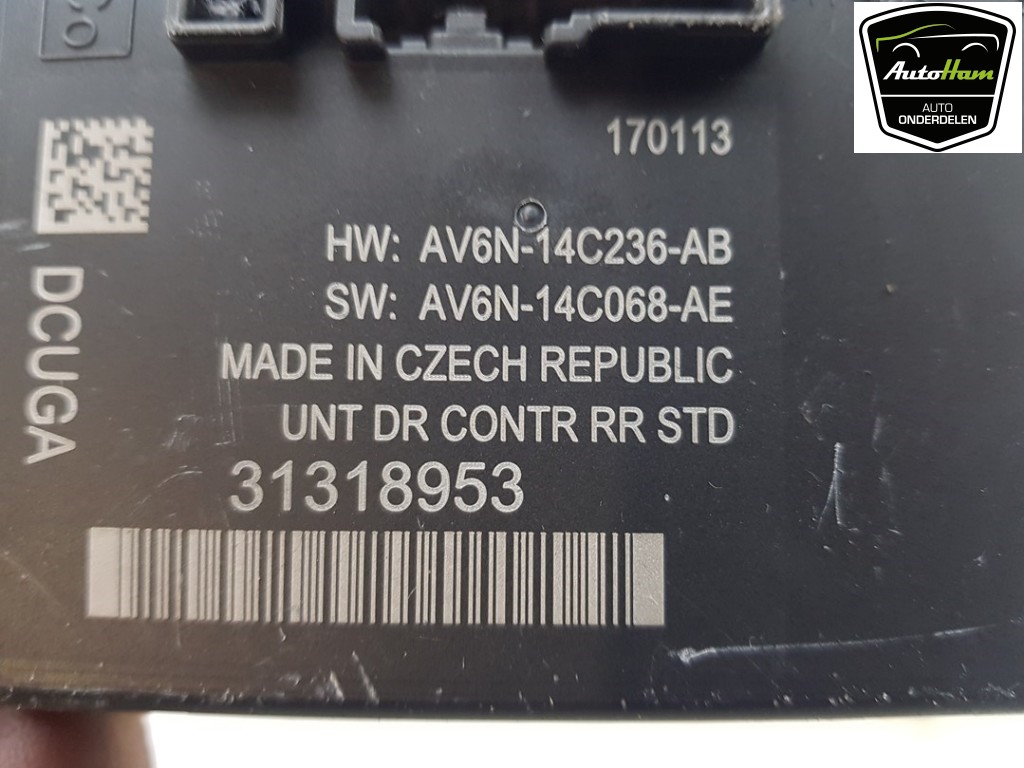 AutoHam
AUTO
ONDERDELEN
170113
HW: AV6N-14C236-AB
SW: AV6N-14C068-AE
MADE IN CZECH REPUBLIC
UNT DR CONTR RR STD
31318953
DCUGA